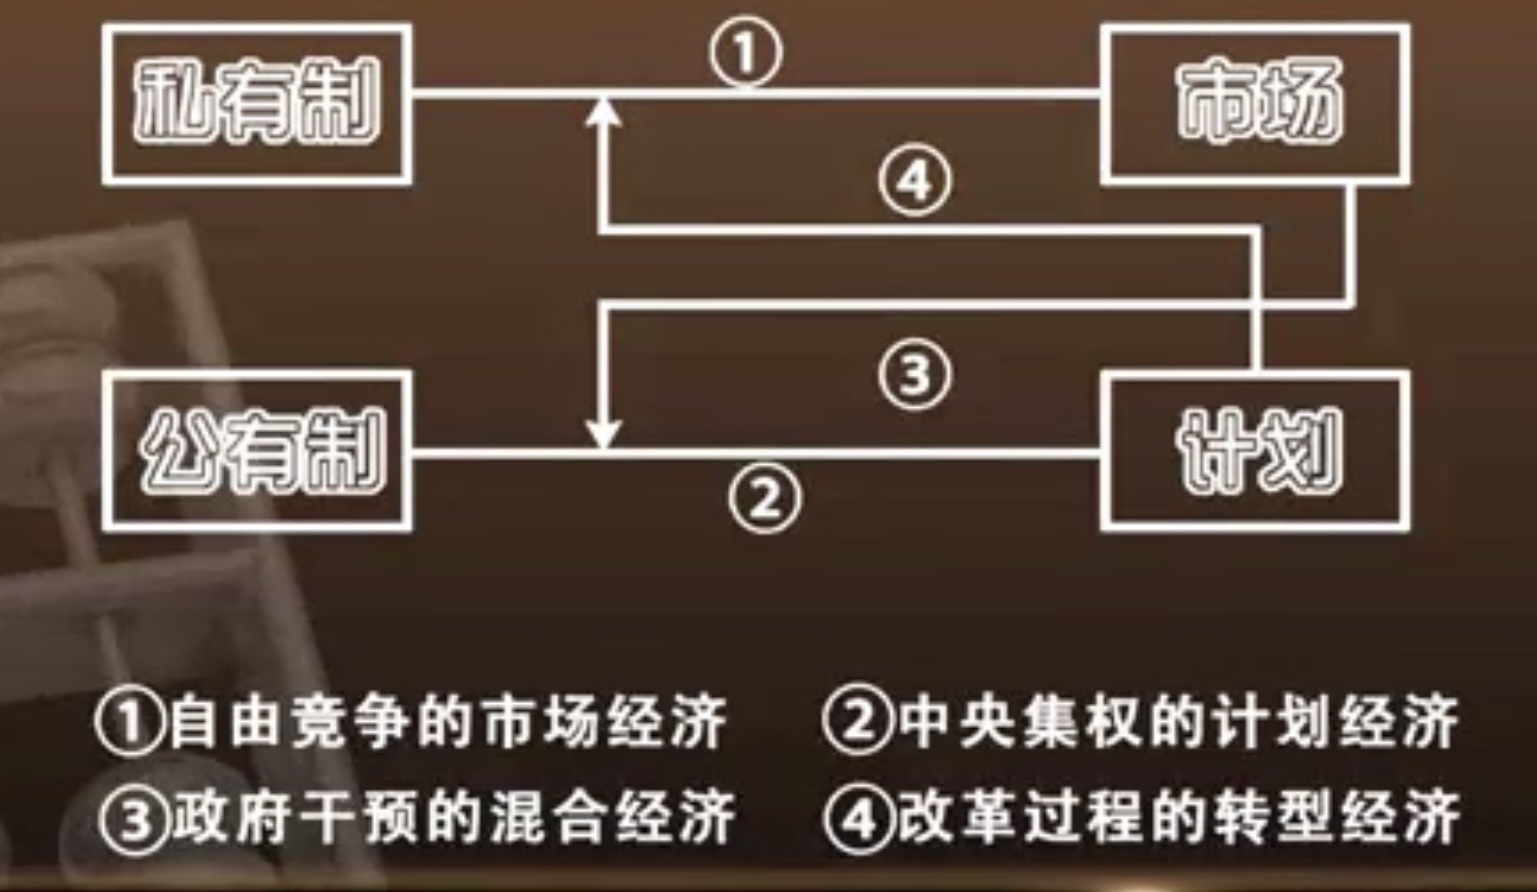 私有制
①
市场
④
③
公有制
②
计划
①自由竞争的市场经济 ②中央集权的计划经济
③政府干预的混合经济 ④改革过程的转型经济